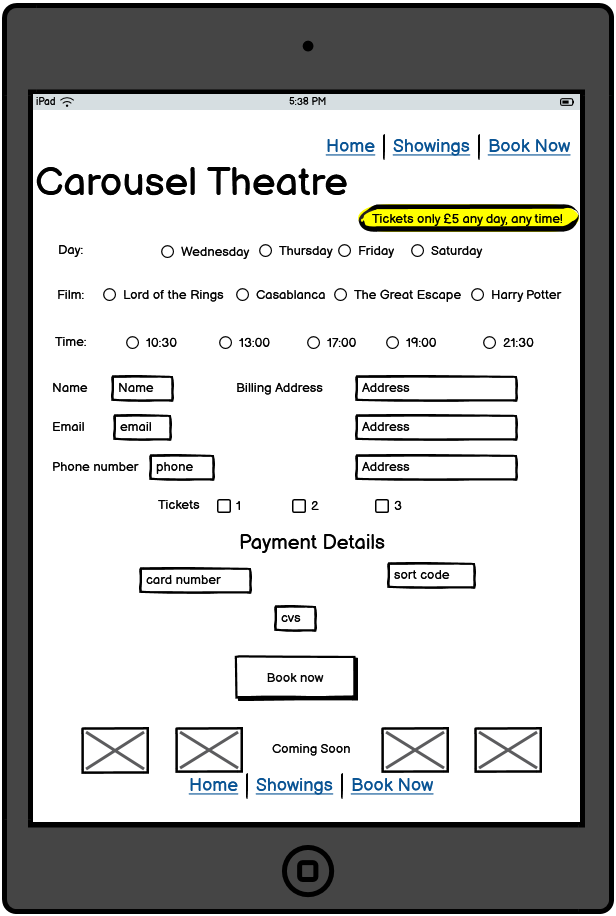 iPad 5:38 PM
Home Showings Book Now
Carousel Theatre
Tickets only £5 any day, any time!
Day: Wednesday Thursday Friday Saturday
Film: Lord of the Rings Casablanca The Great Escape Harry Potter
Time: 10:30 13:00 17:00 19:00 21:30
Name Name Billing Address Address
Email email Address
Phone number phone Address
Tickets 1 2 3
Payment Details
card number sort code
cvs
Book now
Coming Soon
Home Showings Book Now